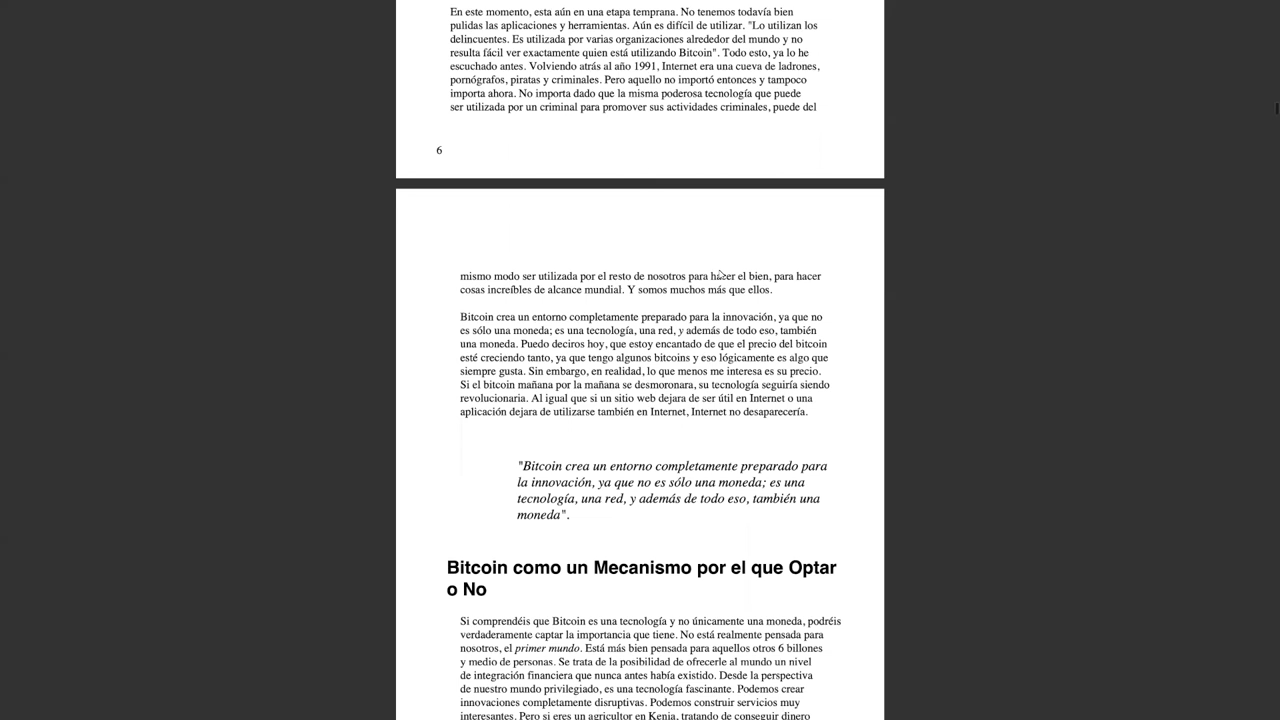 En este momento, esta aún en una etapa temprana. No tenemos todavía bien
pulidas las aplicaciones y herramientas. Aún es difícil de utilizar. "Lo utilizan los
delincuentes. Es utilizada por varias organizaciones alrededor del mundo y no
resulta fácil ver exactamente quien está utilizando Bitcoin". Todo esto, ya lo he
escuchado antes. Volviendo atrás al año 1991, Internet era una cueva de ladrones,
pornógrafos, piratas y criminales. Pero aquello no importó entonces y tampoco
importa ahora. No importa dado que la misma poderosa tecnología que puede
ser utilizada por un criminal para promover sus actividades criminales, puede del
6
mismo modo ser utilizada por el resto de nosotros para hacer el bien, para hacer
cosas increíbles de alcance mundial. Y somos muchos más que ellos.
Bitcoin crea un entorno completamente preparado para la innovación, ya que no
es sólo una moneda; es una tecnología, una red, y además de todo eso, también
una moneda. Puedo deciros hoy, que estoy encantado de que el precio del bitcoin
esté creciendo tanto, ya que tengo algunos bitcoins y eso lógicamente es algo que
siempre gusta. Sin embargo, en realidad, lo que menos me interesa es su precio.
Si el bitcoin mañana por la mañana se desmoronara, su tecnología seguiría siendo
revolucionaria. Al igual que si un sitio web dejara de ser útil en Internet o una
aplicación dejara de utilizarse también en Internet, Internet no desaparecería.
"Bitcoin crea un entorno completamente preparado para
la innovación, ya que no es sólo una moneda; es una
tecnología, una red, y además de todo eso, también una
moneda".
Bitcoin como un Mecanismo por el que Optar
o No
Si comprendéis que Bitcoin es una tecnología y no únicamente una moneda, podréis
verdaderamente captar la importancia que tiene. No está realmente pensada para
nosotros, el primer mundo. Está más bien pensada para aquellos otros 6 billones
y medio de personas. Se trata de la posibilidad de ofrecerle al mundo un nivel
de integración financiera que nunca antes había existido. Desde la perspectiva
de nuestro mundo privilegiado, es una tecnología fascinante. Podemos crear
innovaciones completamente disruptivas. Podemos construir servicios muy
interesantes. Pero si eres un agricultor en Kenia, tratando de conseguir dinero